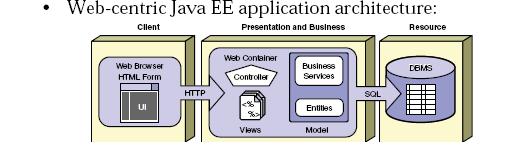 • Web-centric Java EE application architecture:
Client
Presentation and Business
Resource
Web Browser
HTML Form
UI
HTTP
Web Container
Controller
<%
%>
Views
Business
Services
Entities
Model
SQL
DBMS